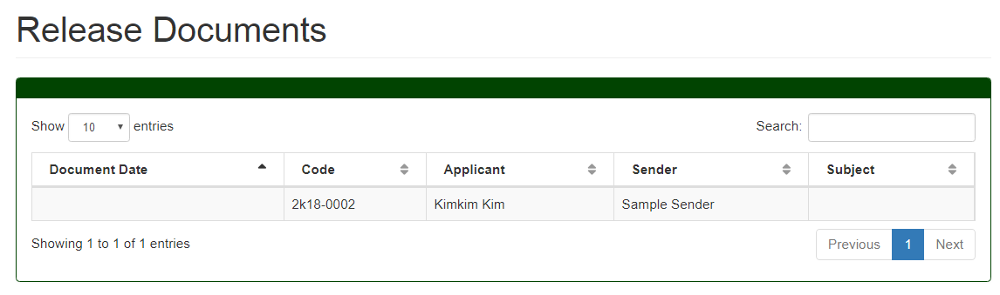 Release Documents
Show 10 entries Search:
Document Date Code Applicant Sender Subject
2k18-0002 Kimkim Kim Sample Sender
Showing 1 to 1 of 1 entries Previous 1 Next